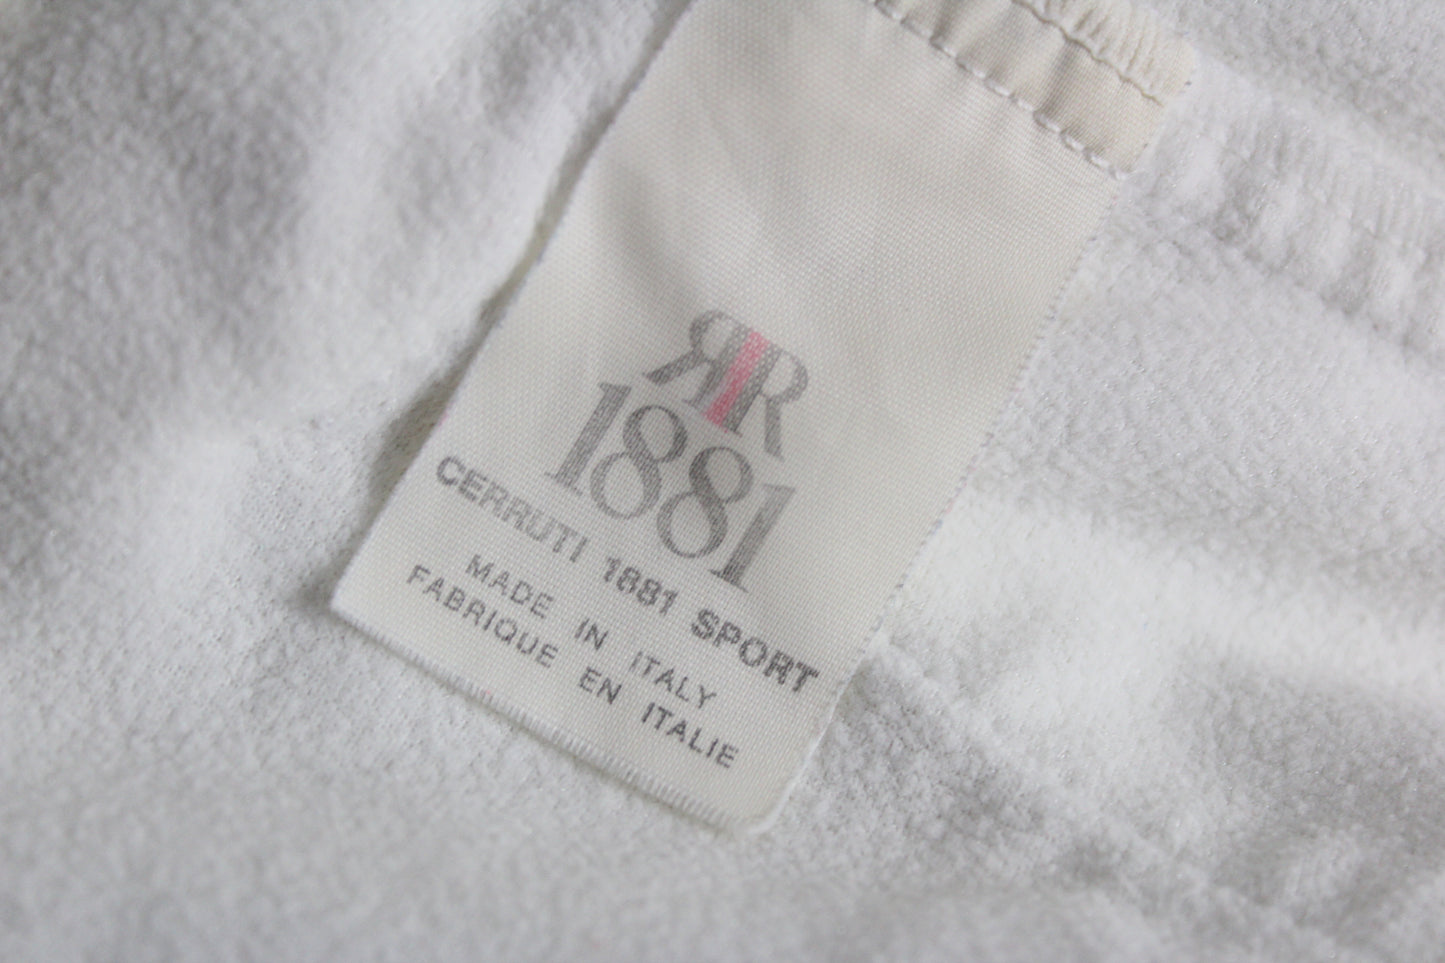 1881
CERRUTI 1881 SPORT
MADE IN ITALY
FABRIQUE EN ITALIE